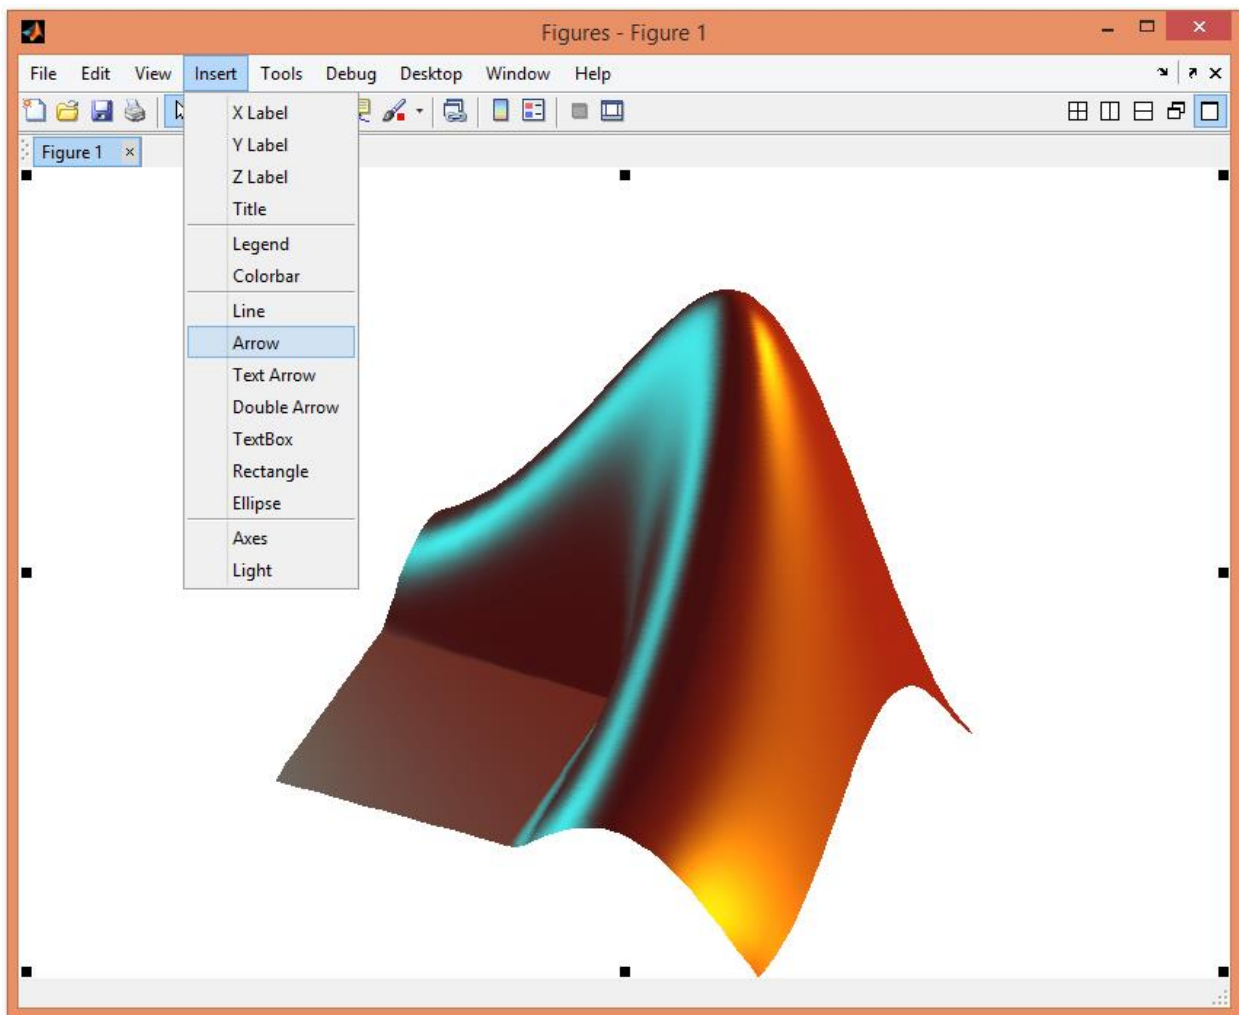 Figures - Figure 1
File Edit View Insert Tools Debug Desktop Window Help
Figure 1
X Label
Y Label
Z Label
Title
Legend
Colorbar
Line
Arrow
Text Arrow
Double Arrow
TextBox
Rectangle
Ellipse
Axes
Light